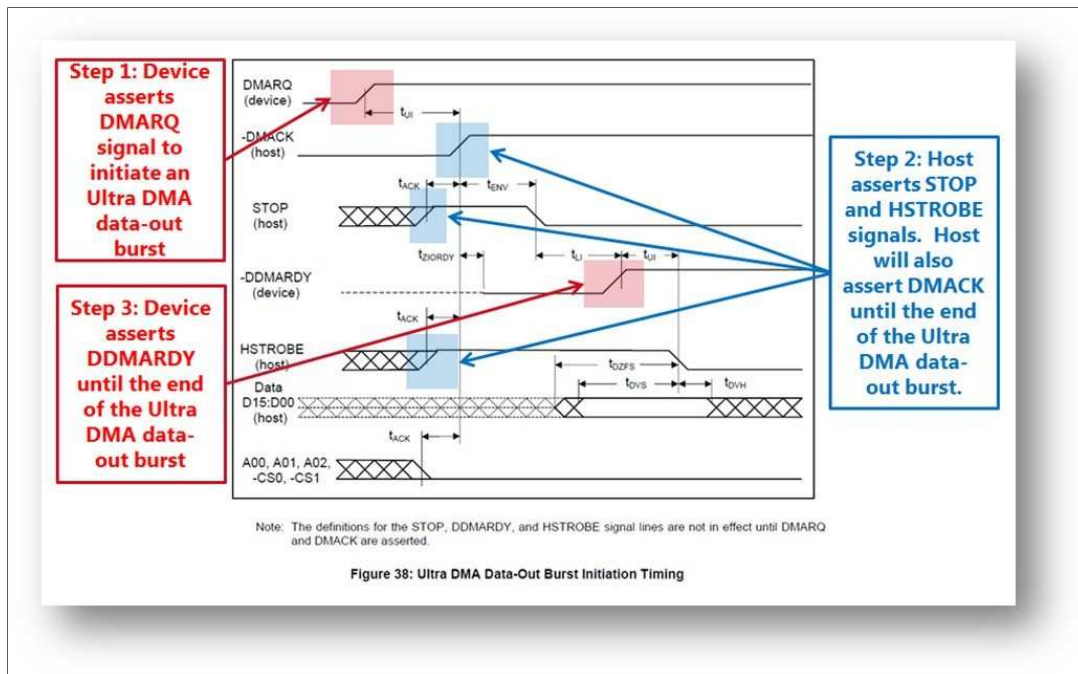 Step 1: Device
asserts
DMARQ
signal to
initiate an
Ultra DMA
data-out
burst
Step 3: Device
asserts
DDMARDY
until the end
of the Ultra
DMA data-
out burst
DMARQ
(device)
tUI
-DMACK
(host)
tACK
tENV
STOP
(host)
tZIORDY
tLI
tUI
-DDMARDY
(device)
tACK
HSTROBE
(host)
tDZFS
tDVS
tDVH
Data
D15:D00
(host)
tACK
A00, A01, A02,
-CS0, -CS1
Step 2: Host
asserts STOP
and HSTROBE
signals. Host
will also
assert DMACK
until the end
of the Ultra
DMA data-
out burst.
Note: The definitions for the STOP, DDMARDY, and HSTROBE signal lines are not in effect until DMARQ
and DMACK are asserted.
Figure 38: Ultra DMA Data-Out Burst Initiation Timing